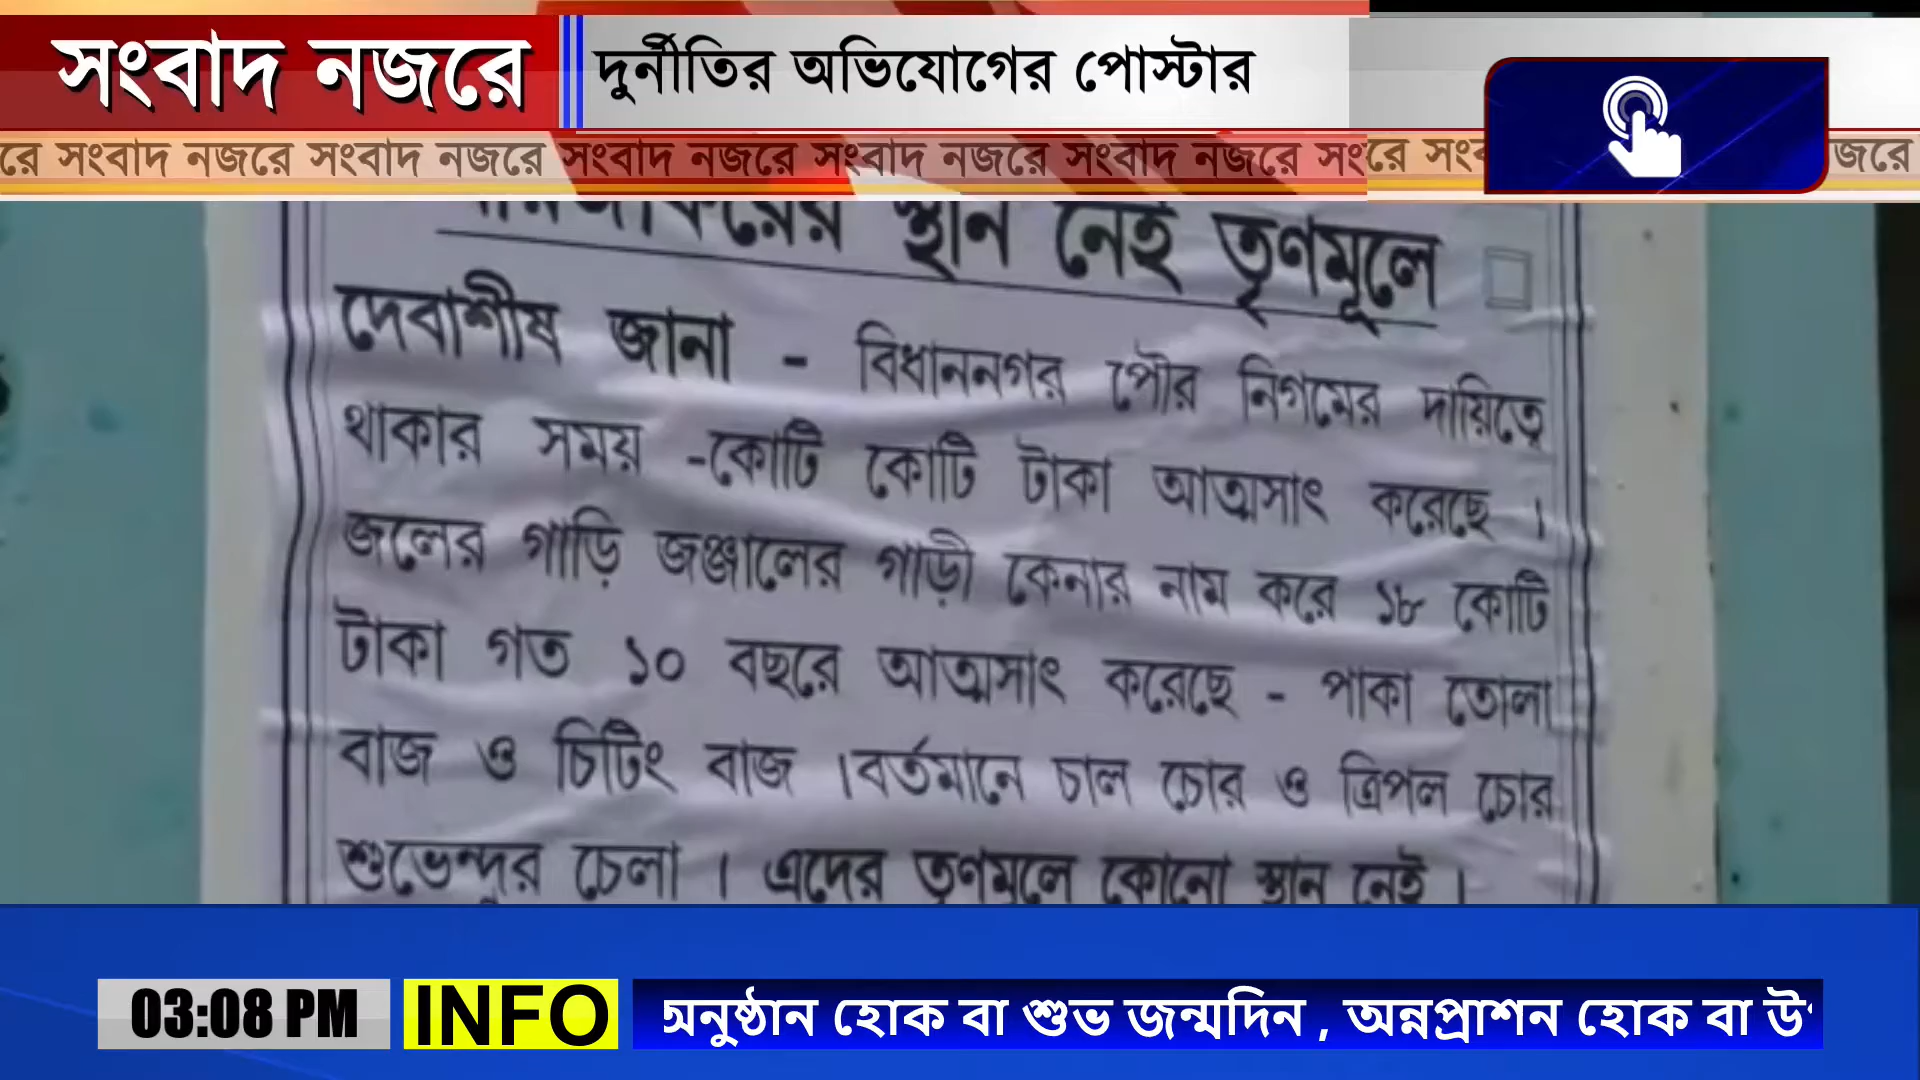 সংবাদ নজরে
দুর্নীতির অভিযোগের পোস্টার
রে সংবাদ নজরে সংবাদ নজরে সংবাদ নজরে সংবাদ নজরে সংবাদ নজরে সংরে সংব নজরে
স্থান নেই তৃণমূলে
দেবাশীষ জানা - বিধাননগর পৌর নিগমের দায়িত্বে
থাকার সময় -কোটি কোটি টাকা আত্মসাৎ করেছে ।
জলের গাড়ি জঞ্জালের গাড়ী কেনার নাম করে ১৮ কোটি
টাকা গত ১০ বছরে আত্মসাৎ করেছে - পাকা তোলা
বাজ ও চিটিং বাজ ।বর্তমানে চাল চোর ও ত্রিপল চোর
শুভেন্দুর চেলা । এদের তৃণমূলে কোনো স্থান নেই ।
03:08 PM INFO অনুষ্ঠান হোক বা শুভ জন্মদিন , অন্নপ্রাশন হোক বা